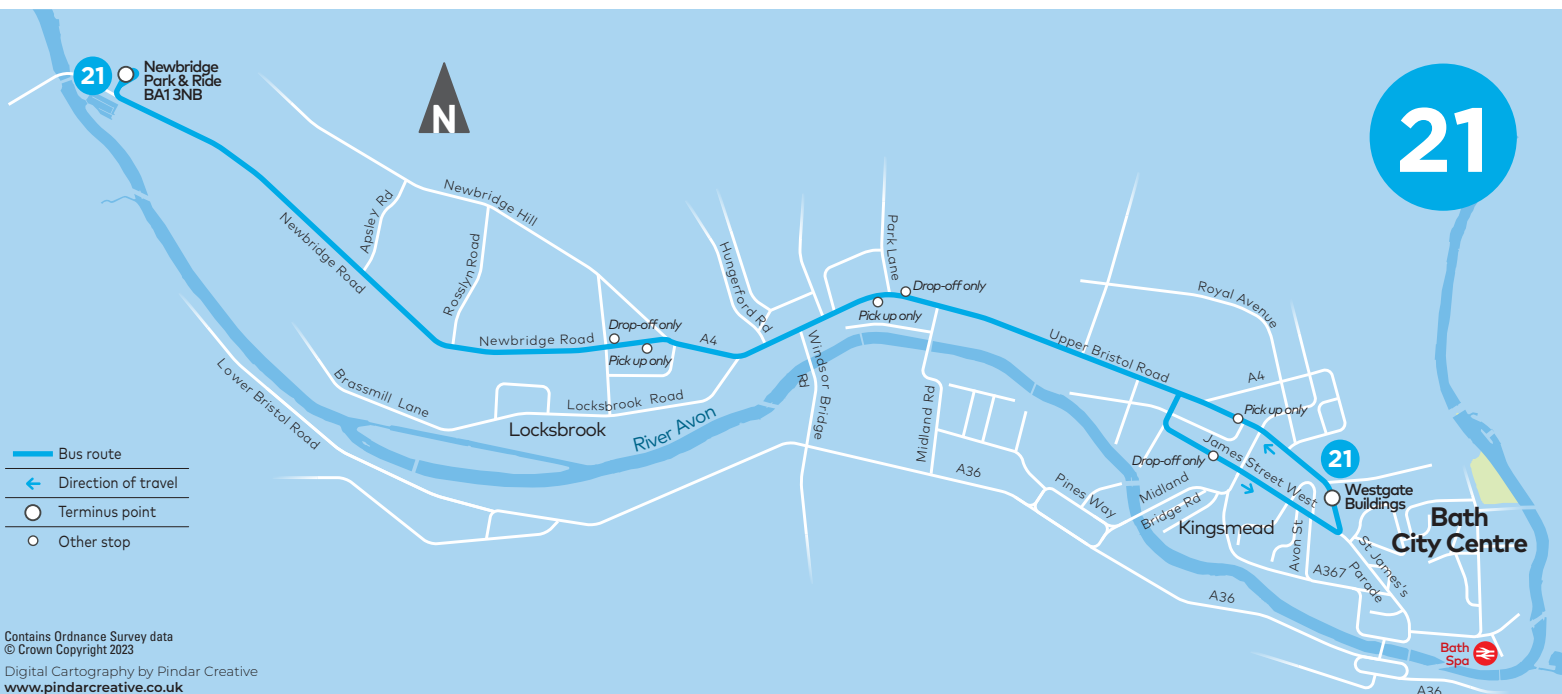 21
Newbridge
Park & Ride
BA1 3NB
N
21
Newbridge Hill
Apsley Rd
Rosslyn Road
Newbridge Road
Newbridge Road
Drop-off only
Pick up only
A4
Hungerford Rd
Park Lane
Drop-off only
Pick up only
Windsor Bridge
Rd
Upper Bristol Road
Royal Avenue
A4
Pick up only
Brassmill Lane
Lower Bristol Road
Locksbrook Road
Locksbrook
River Avon
Midland Rd
A36
Pines Way
Midland
Bridge Rd
Drop-off only
James Street West
Kingsmead
21
Westgate
Buildings
Bath
City Centre
Avon St
St James's
Parade
A367
A36
Bath
Spa
A36
Bus route
Direction of travel
Terminus point
Other stop
Contains Ordnance Survey data
© Crown Copyright 2023
Digital Cartography by Pindar Creative
www.pindarcreative.co.uk